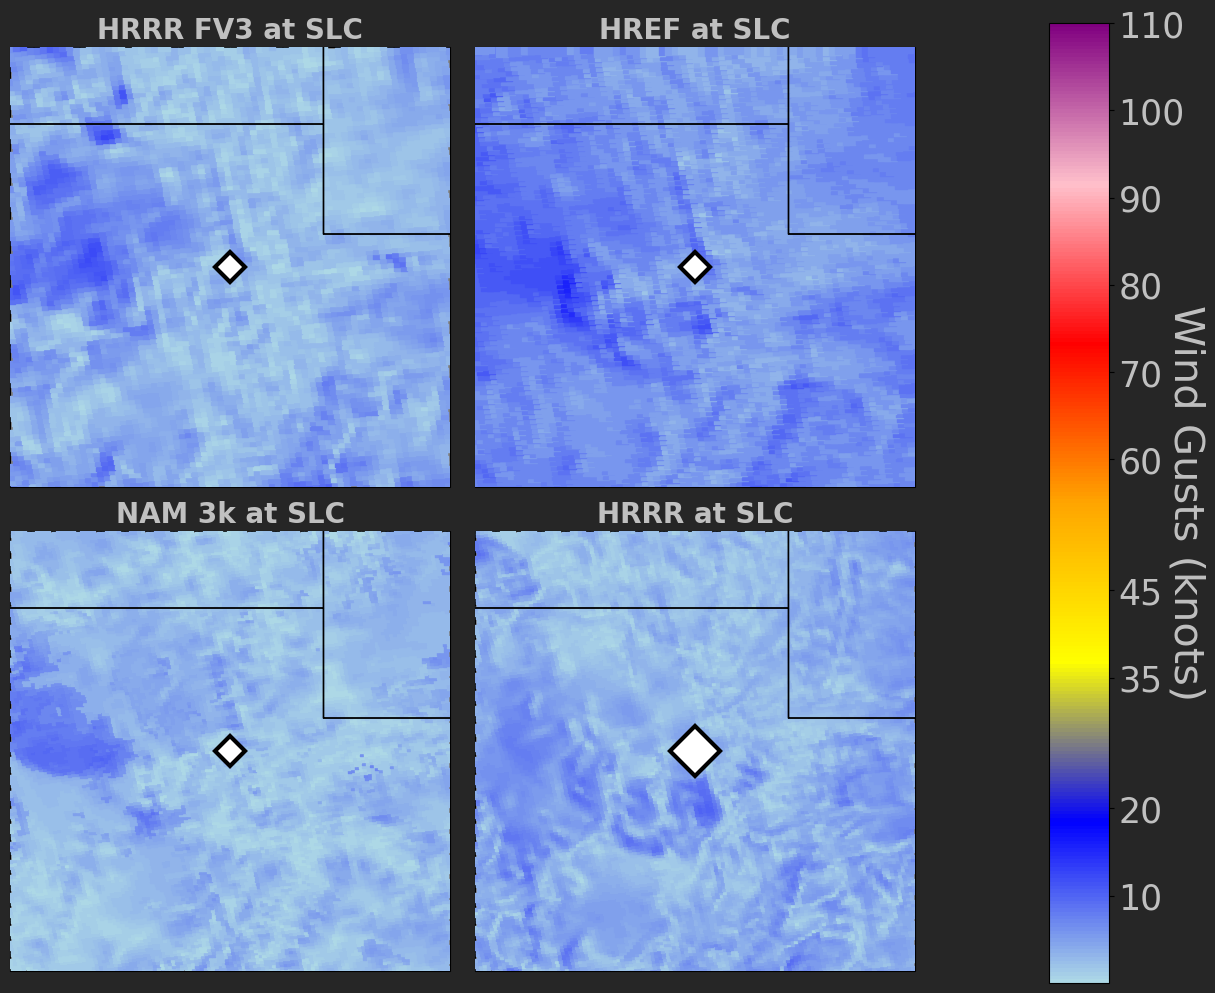 HRRR FV3 at SLC
HREF at SLC
NAM 3k at SLC
HRRR at SLC
110
100
90
80
70
60
45
35
20
10
Wind Gusts (knots)